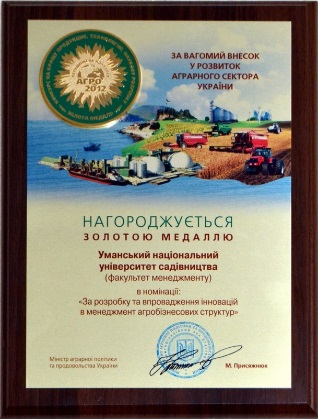 АГРО
2012
ЗА ВАГОМИЙ ВНЕСОК
У РОЗВИТОК
АГРАРНОГО СЕКТОРА
УКРАЇНИ
НАГОРОДЖУЄТЬСЯ
ЗОЛОТОЮ МЕДАЛЛЮ
Уманський національний
університет садівництва
(факультет менеджменту)
в номінації:
«За розробку та впровадження інновацій
в менеджмент агробізнесових структур»
Міністр аграрної політики
та продовольства України
М. Присяжнюк